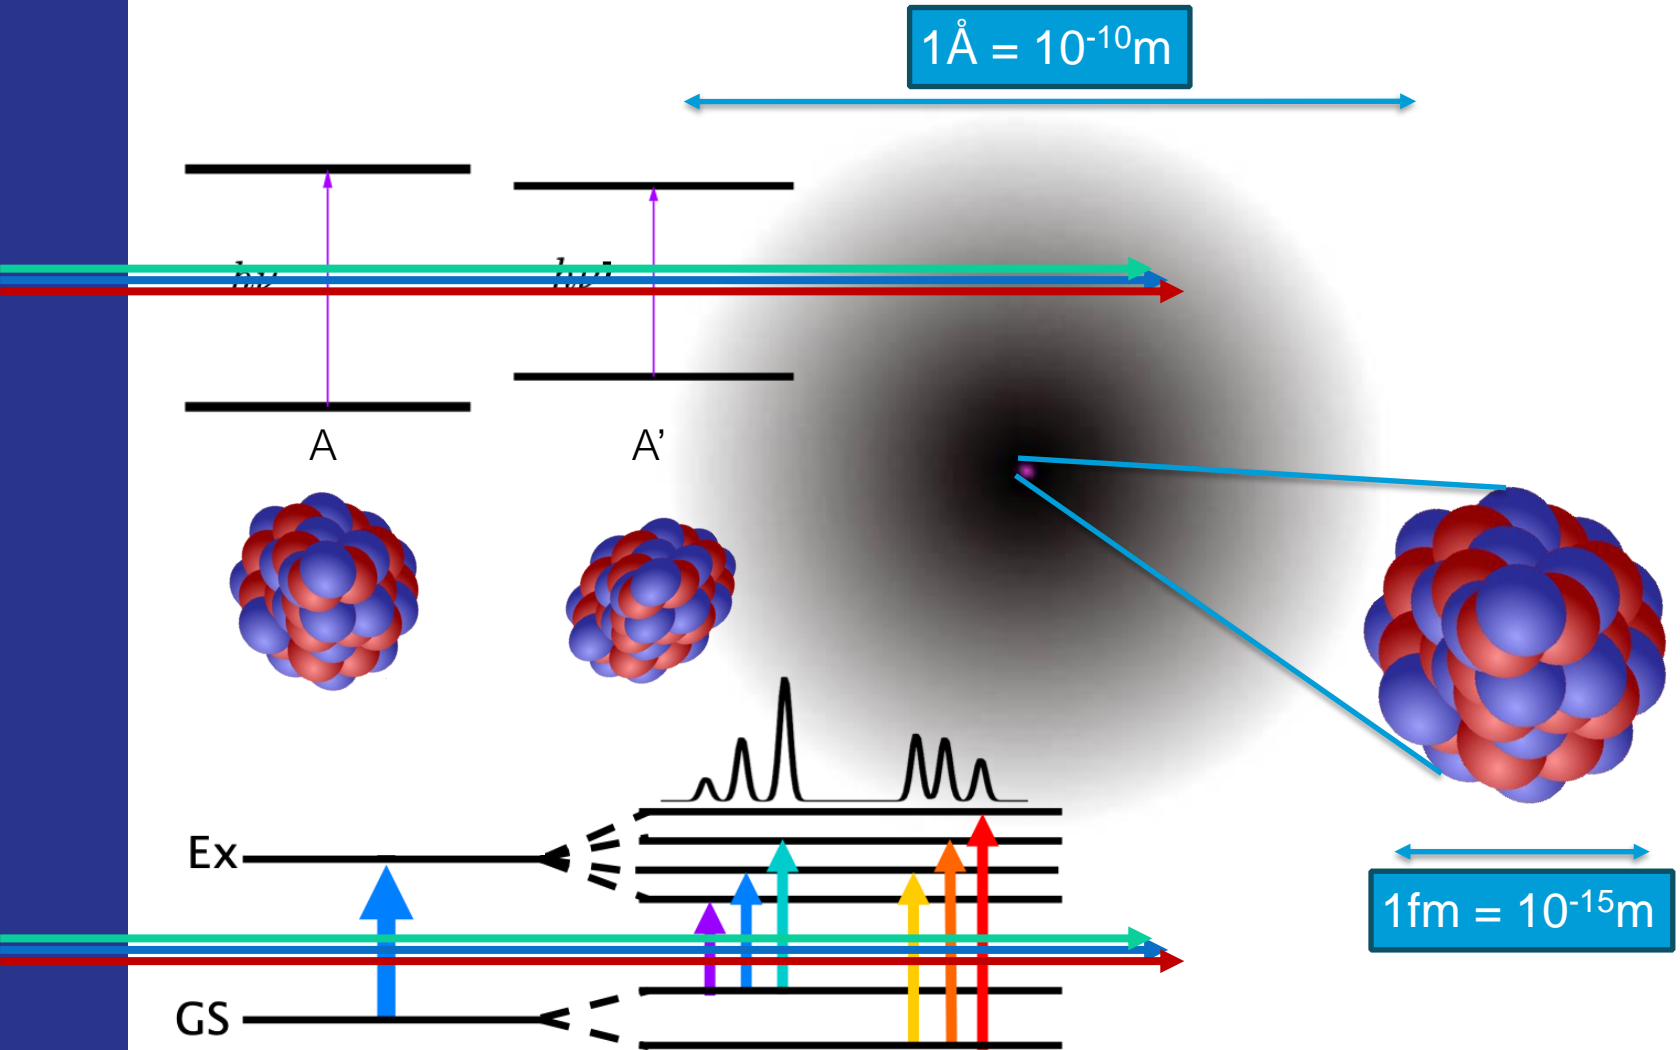 1Å = 10⁻¹⁰m
A
A’
Ex
GS
1fm = 10⁻¹⁵m